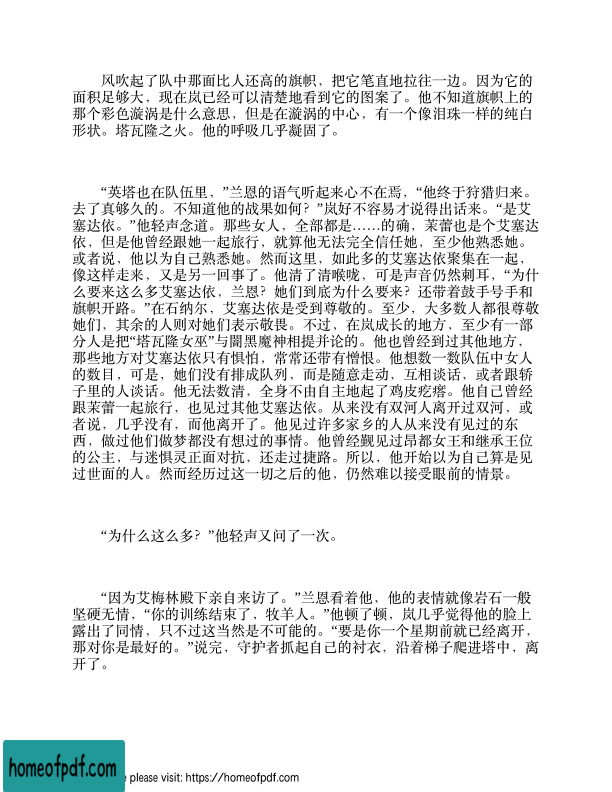 风吹起了队中那面比人还高的旗帜，把它笔直地拉往一边。因为它的
面积足够大，现在岚已经可以清楚地看到它的图案了。他不知道旗帜上的
那个彩色漩涡是什么意思，但是在漩涡的中心，有一个像泪珠一样的纯白
形状。塔瓦隆之火。他的呼吸几乎凝固了。
“英塔也在队伍里，”兰恩的语气听起来心不在焉，“他终于狩猎归来。
去了真够久的。不知道他的战果如何？”岚好不容易才说得出话来。“是艾
塞达依。”他轻声念道。那些女人，全部都是……的确，茉蕾也是个艾塞达
依，但是他曾经跟她一起旅行，就算他无法完全信任她，至少他熟悉她。
或者说，他以为自己熟悉她。然而这里，如此多的艾塞达依聚集在一起，
像这样走来，又是另一回事了。他清了清喉咙，可是声音仍然刺耳，“为什
么要来这么多艾塞达依，兰恩？她们到底为什么要来？还带着鼓手号手和
旗帜开路。”在石纳尔，艾塞达依是受到尊敬的。至少，大多数人都很尊敬
她们，其余的人则对她们表示敬畏。不过，在岚成长的地方，至少有一部
分人是把“塔瓦隆女巫”与闇黑魔神相提并论的。他也曾经到过其他地方，
那些地方对艾塞达依只有惧怕，常常还带有憎恨。他想数一数队伍中女人
的数目，可是，她们没有排成队列，而是随意走动，互相谈话，或者跟轿
子里的人谈话。他无法数清，全身不由自主地起了鸡皮疙瘩。他自己曾经
跟茉蕾一起旅行，也见过其他艾塞达依。从来没有双河人离开过双河，或
者说，几乎没有，而他离开了。他见过许多家乡的人从来没有见过的东
西，做过他们做梦都没有想过的事情。他曾经觐见过昂都女王和继承王位
的公主，与迷惧灵正面对抗，还走过捷路。所以，他开始以为自己算是见
过世面的人。然而经历过这一切之后的他，仍然难以接受眼前的情景。
“为什么这么多？”他轻声又问了一次。
“因为艾梅林殿下亲自来访了。”兰恩看着他，他的表情就像岩石一般
坚硬无情，“你的训练结束了，牧羊人。”他顿了顿，岚几乎觉得他的脸上
露出了同情，只不过这当然是不可能的。“要是你一个星期前就已经离开，
那对你是最好的。”说完，守护者抓起自己的衬衣，沿着梯子爬进塔中，离
开了。
homeofpdf.com
e please visit: https://homeofpdf.com